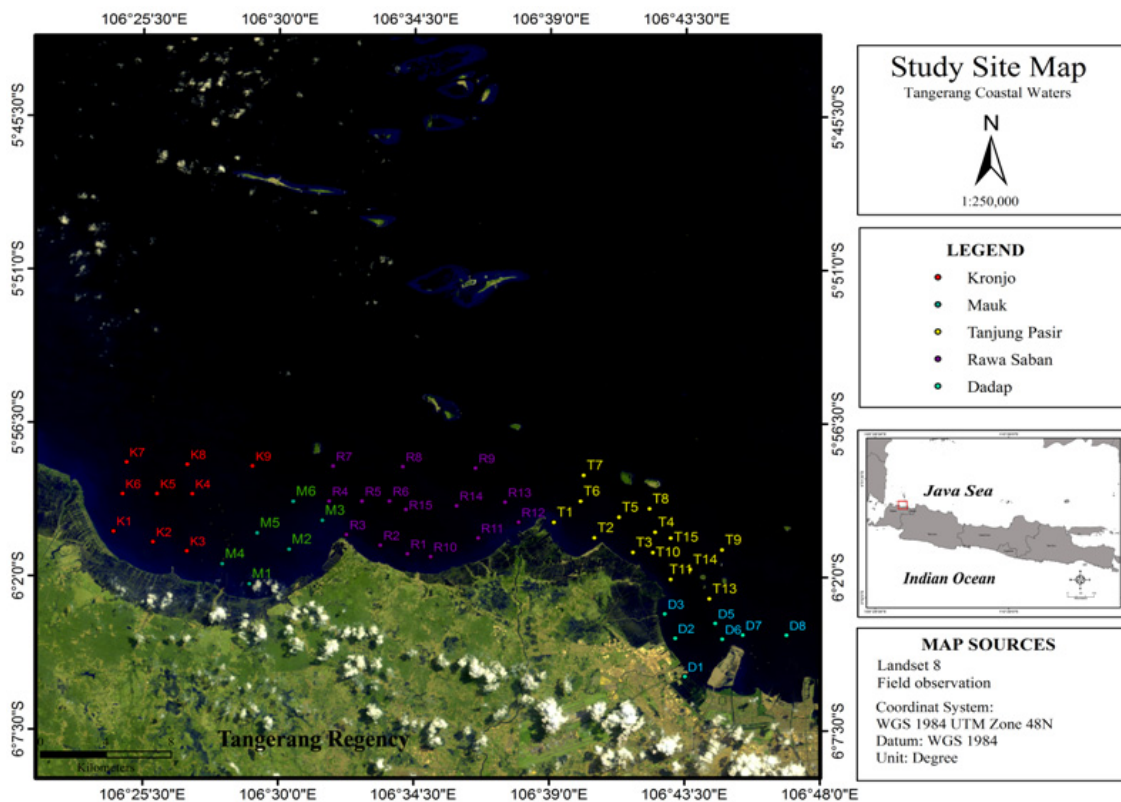 106°25'30"E 106°30'0"E 106°34'30"E 106°39'0"E 106°43'30"E
5°45'30"S 5°45'30"S
5°51'0"S 5°51'0"S
5°56'30"S 5°56'30"S
K7 K8 K9 R7 R8 R9 T7
K6 K5 K4 M6 R4 R5 R6 R15 R14 R13 T6 T5 T8
K1 K2 K3 M5 M3 M2 R3 R2 R1 R10 R11 R12 T1 T2 T4 T3 T15 T10 T9
M4 M1 T14 T11 T13
6°2'0"S 6°2'0"S
D3 D5 D2 D6 D7 D8
D1
6°7'30"S 6°7'30"S
Tangerang Regency
8
Kilometers
106°25'30"E 106°30'0"E 106°34'30"E 106°39'0"E 106°43'30"E 106°48'0"E
Study Site Map
Tangerang Coastal Waters
N
1:250,000
LEGEND
Kronjo
Mauk
Tanjung Pasir
Rawa Saban
Dadap
Java Sea
Indian Ocean
MAP SOURCES
Landset 8
Field observation
Coordinat System:
WGS 1984 UTM Zone 48N
Datum: WGS 1984
Unit: Degree